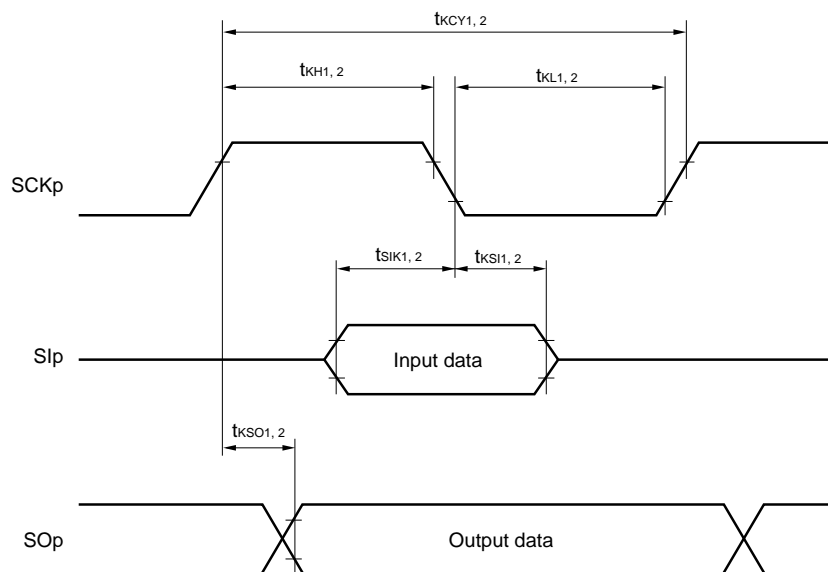 tKCY1, 2
tKH1, 2
tKL1, 2
SCKp
tSIK1, 2
tKSI1, 2
SIp
Input data
tKSO1, 2
SOp
Output data